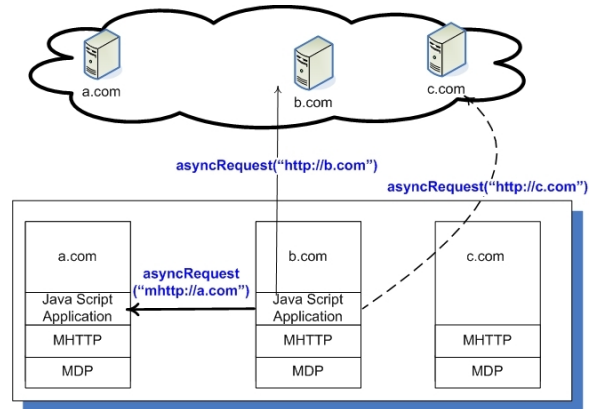 a.com
b.com
c.com
asyncRequest("http://b.com")
asyncRequest("http://c.com")
a.com
b.com
c.com
asyncRequest
("mhttp://a.com")
Java Script
Application
Java Script
Application
MHTTP
MHTTP
MHTTP
MDP
MDP
MDP